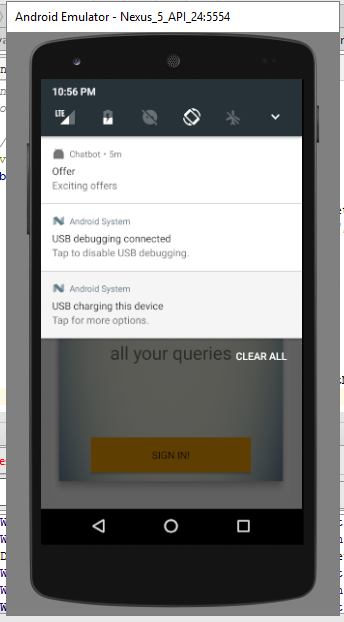 Android Emulator - Nexus_5_API_24:5554
10:56 PM
LTE
Chatbot • 5m
Offer
Exciting offers
Android System
USB debugging connected
Tap to disable USB debugging.
Android System
USB charging this device
Tap for more options.
all your queries
CLEAR ALL
SIGN IN!